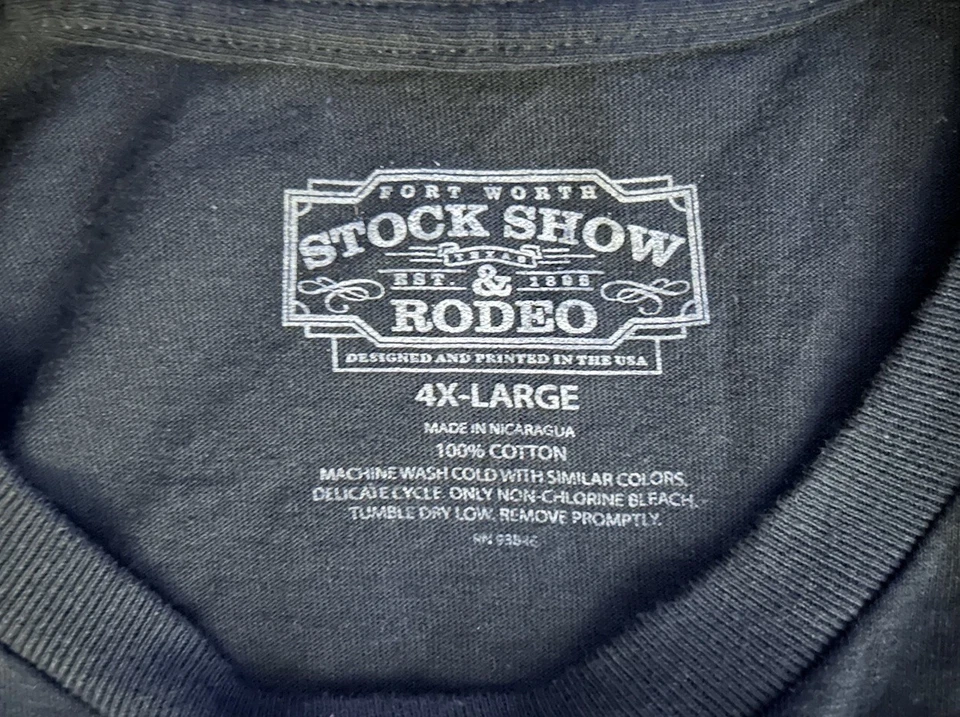 FORT WORTH
STOCK SHOW
TEXAS
EST. & 1896
RODEO
DESIGNED AND PRINTED IN THE USA
4X-LARGE
MADE IN NICARAGUA
100% COTTON
MACHINE WASH COLD WITH SIMILAR COLORS.
DELICATE CYCLE. ONLY NON-CHLORINE BLEACH.
TUMBLE DRY LOW. REMOVE PROMPTLY.
RN